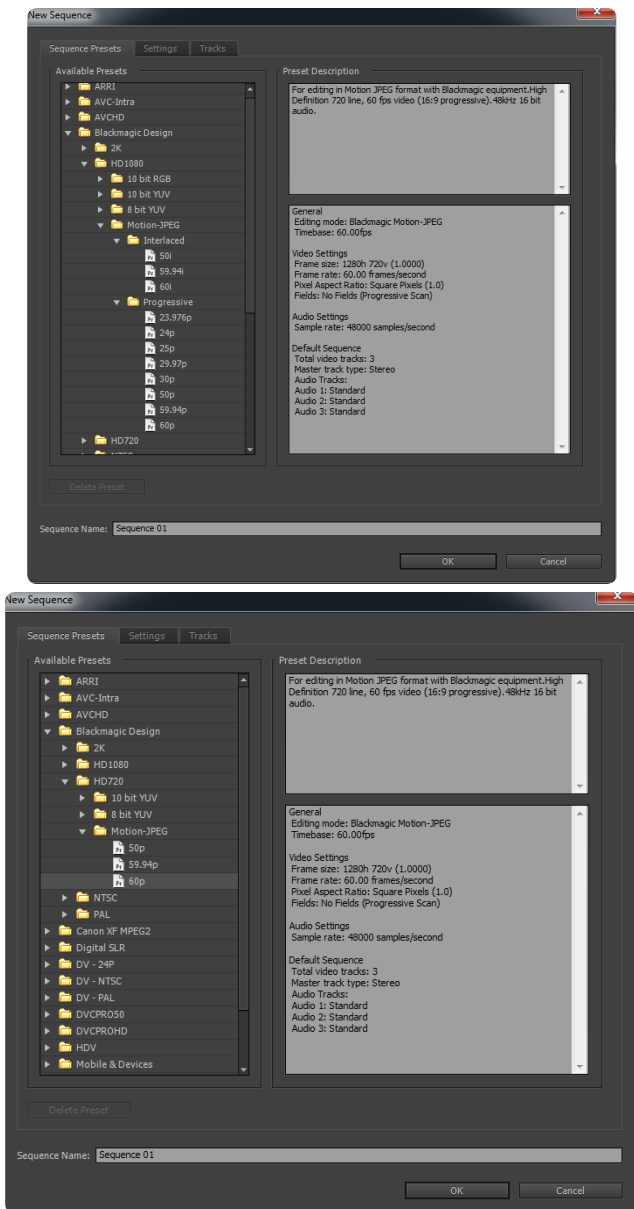 New Sequence
Sequence Presets Settings Tracks
Available Presets
ARRI
AVC-Intra
AVCHD
Blackmagic Design
2K
HD1080
10 bit RGB
10 bit YUV
8 bit YUV
Motion-JPEG
Interlaced
50i
59.94i
60i
Progressive
23.976p
24p
25p
29.97p
30p
50p
59.94p
60p
HD720
Preset Description
For editing in Motion JPEG format with Blackmagic equipment.High
Definition 720 line, 60 fps video (16:9 progressive).48kHz 16 bit
audio.
General
Editing mode: Blackmagic Motion-JPEG
Timebase: 60.00fps
Video Settings
Frame size: 1280h 720v (1.0000)
Frame rate: 60.00 frames/second
Pixel Aspect Ratio: Square Pixels (1.0)
Fields: No Fields (Progressive Scan)
Audio Settings
Sample rate: 48000 samples/second
Default Sequence
Total video tracks: 3
Master track type: Stereo
Audio Tracks:
Audio 1: Standard
Audio 2: Standard
Audio 3: Standard
Delete Preset
Sequence Name: Sequence 01
OK Cancel
New Sequence
Sequence Presets Settings Tracks
Available Presets
ARRI
AVC-Intra
AVCHD
Blackmagic Design
2K
HD1080
HD720
10 bit YUV
8 bit YUV
Motion-JPEG
50p
59.94p
60p
NTSC
PAL
Canon XF MPEG2
Digital SLR
DV - 24P
DV - NTSC
DV - PAL
DVCPRO50
DVCPROHD
HDV
Mobile & Devices
Preset Description
For editing in Motion JPEG format with Blackmagic equipment.High
Definition 720 line, 60 fps video (16:9 progressive).48kHz 16 bit
audio.
General
Editing mode: Blackmagic Motion-JPEG
Timebase: 60.00fps
Video Settings
Frame size: 1280h 720v (1.0000)
Frame rate: 60.00 frames/second
Pixel Aspect Ratio: Square Pixels (1.0)
Fields: No Fields (Progressive Scan)
Audio Settings
Sample rate: 48000 samples/second
Default Sequence
Total video tracks: 3
Master track type: Stereo
Audio Tracks:
Audio 1: Standard
Audio 2: Standard
Audio 3: Standard
Delete Preset
Sequence Name: Sequence 01
OK Cancel